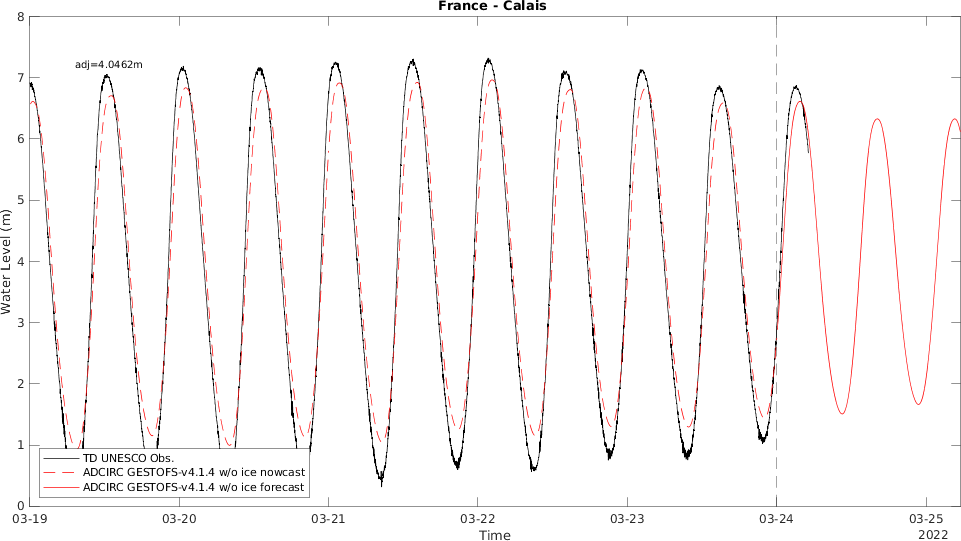 France - Calais
8
adj=4.0462m
7
6
5
4
3
2
1
0
Water Level (m)
TD UNESCO Obs.
ADCIRC GESTOFS-v4.1.4 w/o ice nowcast
ADCIRC GESTOFS-v4.1.4 w/o ice forecast
03-19 03-20 03-21 03-22 03-23 03-24 03-25
Time 2022